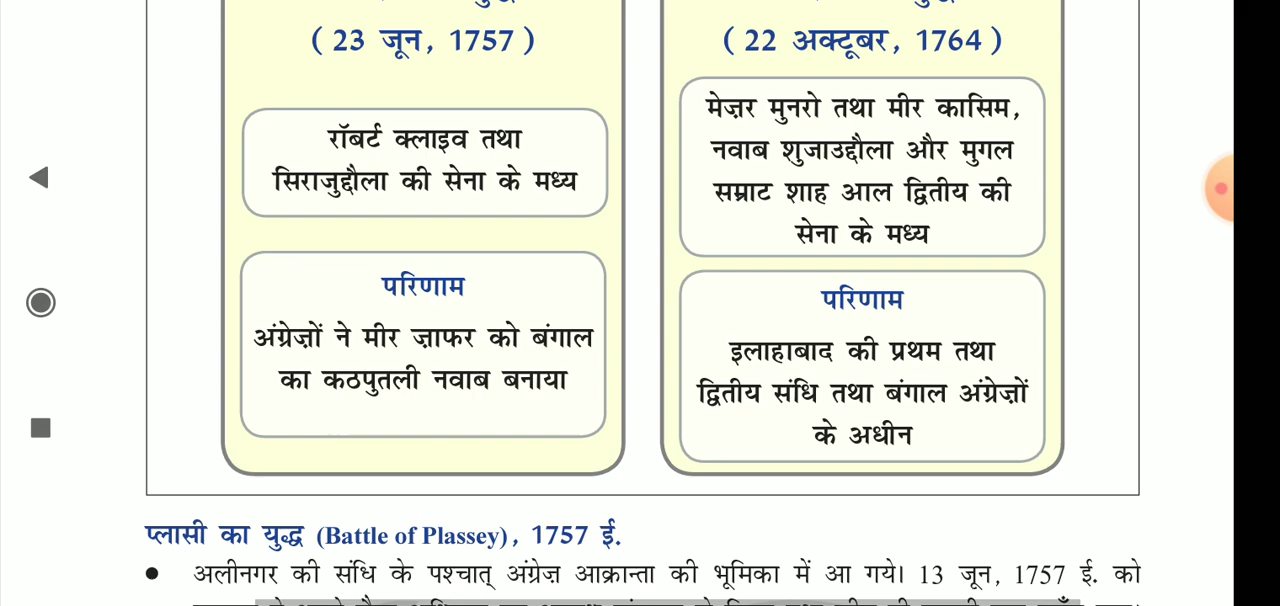 ( 23 जून, 1757 )
रॉबर्ट क्लाइव तथा
सिराजुद्दौला की सेना के मध्य
परिणाम
अंग्रेज़ों ने मीर ज़ाफर को बंगाल
का कठपुतली नवाब बनाया
( 22 अक्टूबर, 1764 )
मेज़र मुनरो तथा मीर कासिम,
नवाब शुजाउद्दौला और मुगल
सम्राट शाह आल द्वितीय की
सेना के मध्य
परिणाम
इलाहाबाद की प्रथम तथा
द्वितीय संधि तथा बंगाल अंग्रेज़ों
के अधीन
प्लासी का युद्ध (Battle of Plassey), 1757 ई.
● अलीनगर की संधि के पश्चात् अंग्रेज आक्रान्ता की भूमिका में आ गये। 13 जून, 1757 ई. को